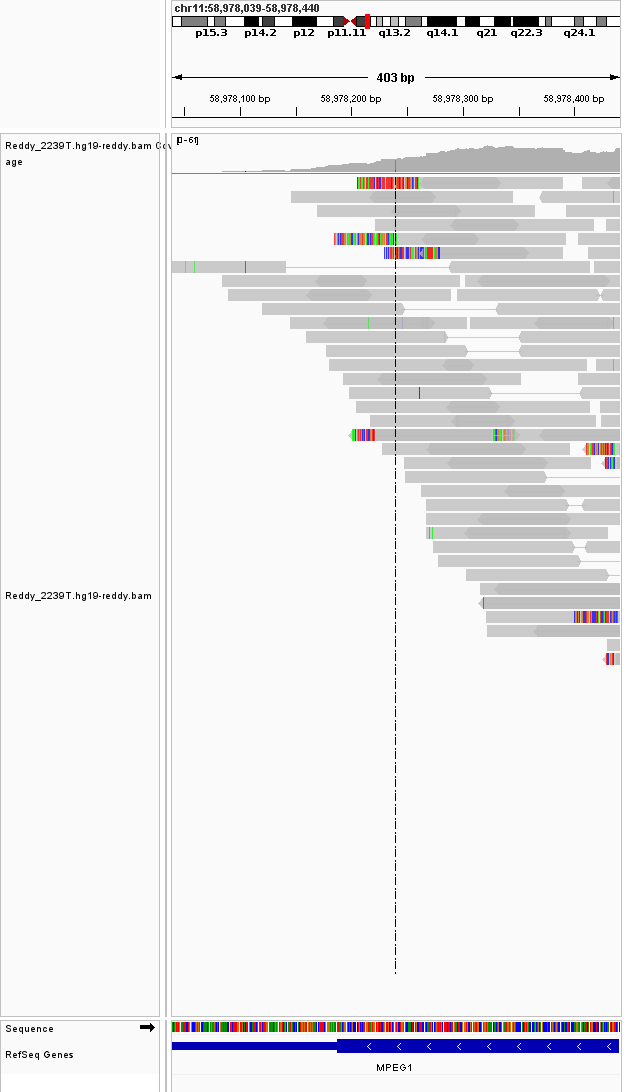 chr11:58,978,039-58,978,440
p15.3 p14.2 p12 p11.11 q13.2 q14.1 q21 q22.3 q24.1
403 bp
58,978,100 bp 58,978,200 bp 58,978,300 bp 58,978,400 bp
[0-61]
Reddy_2239T.hg19-reddy.bam Cov
age
Reddy_2239T.hg19-reddy.bam
Sequence
RefSeq Genes
MPEG1